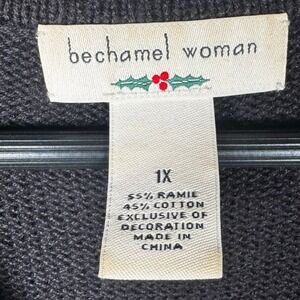 bechamel woman
1X
55% RAMIE
45% COTTON
EXCLUSIVE OF
DECORATION
MADE IN
CHINA